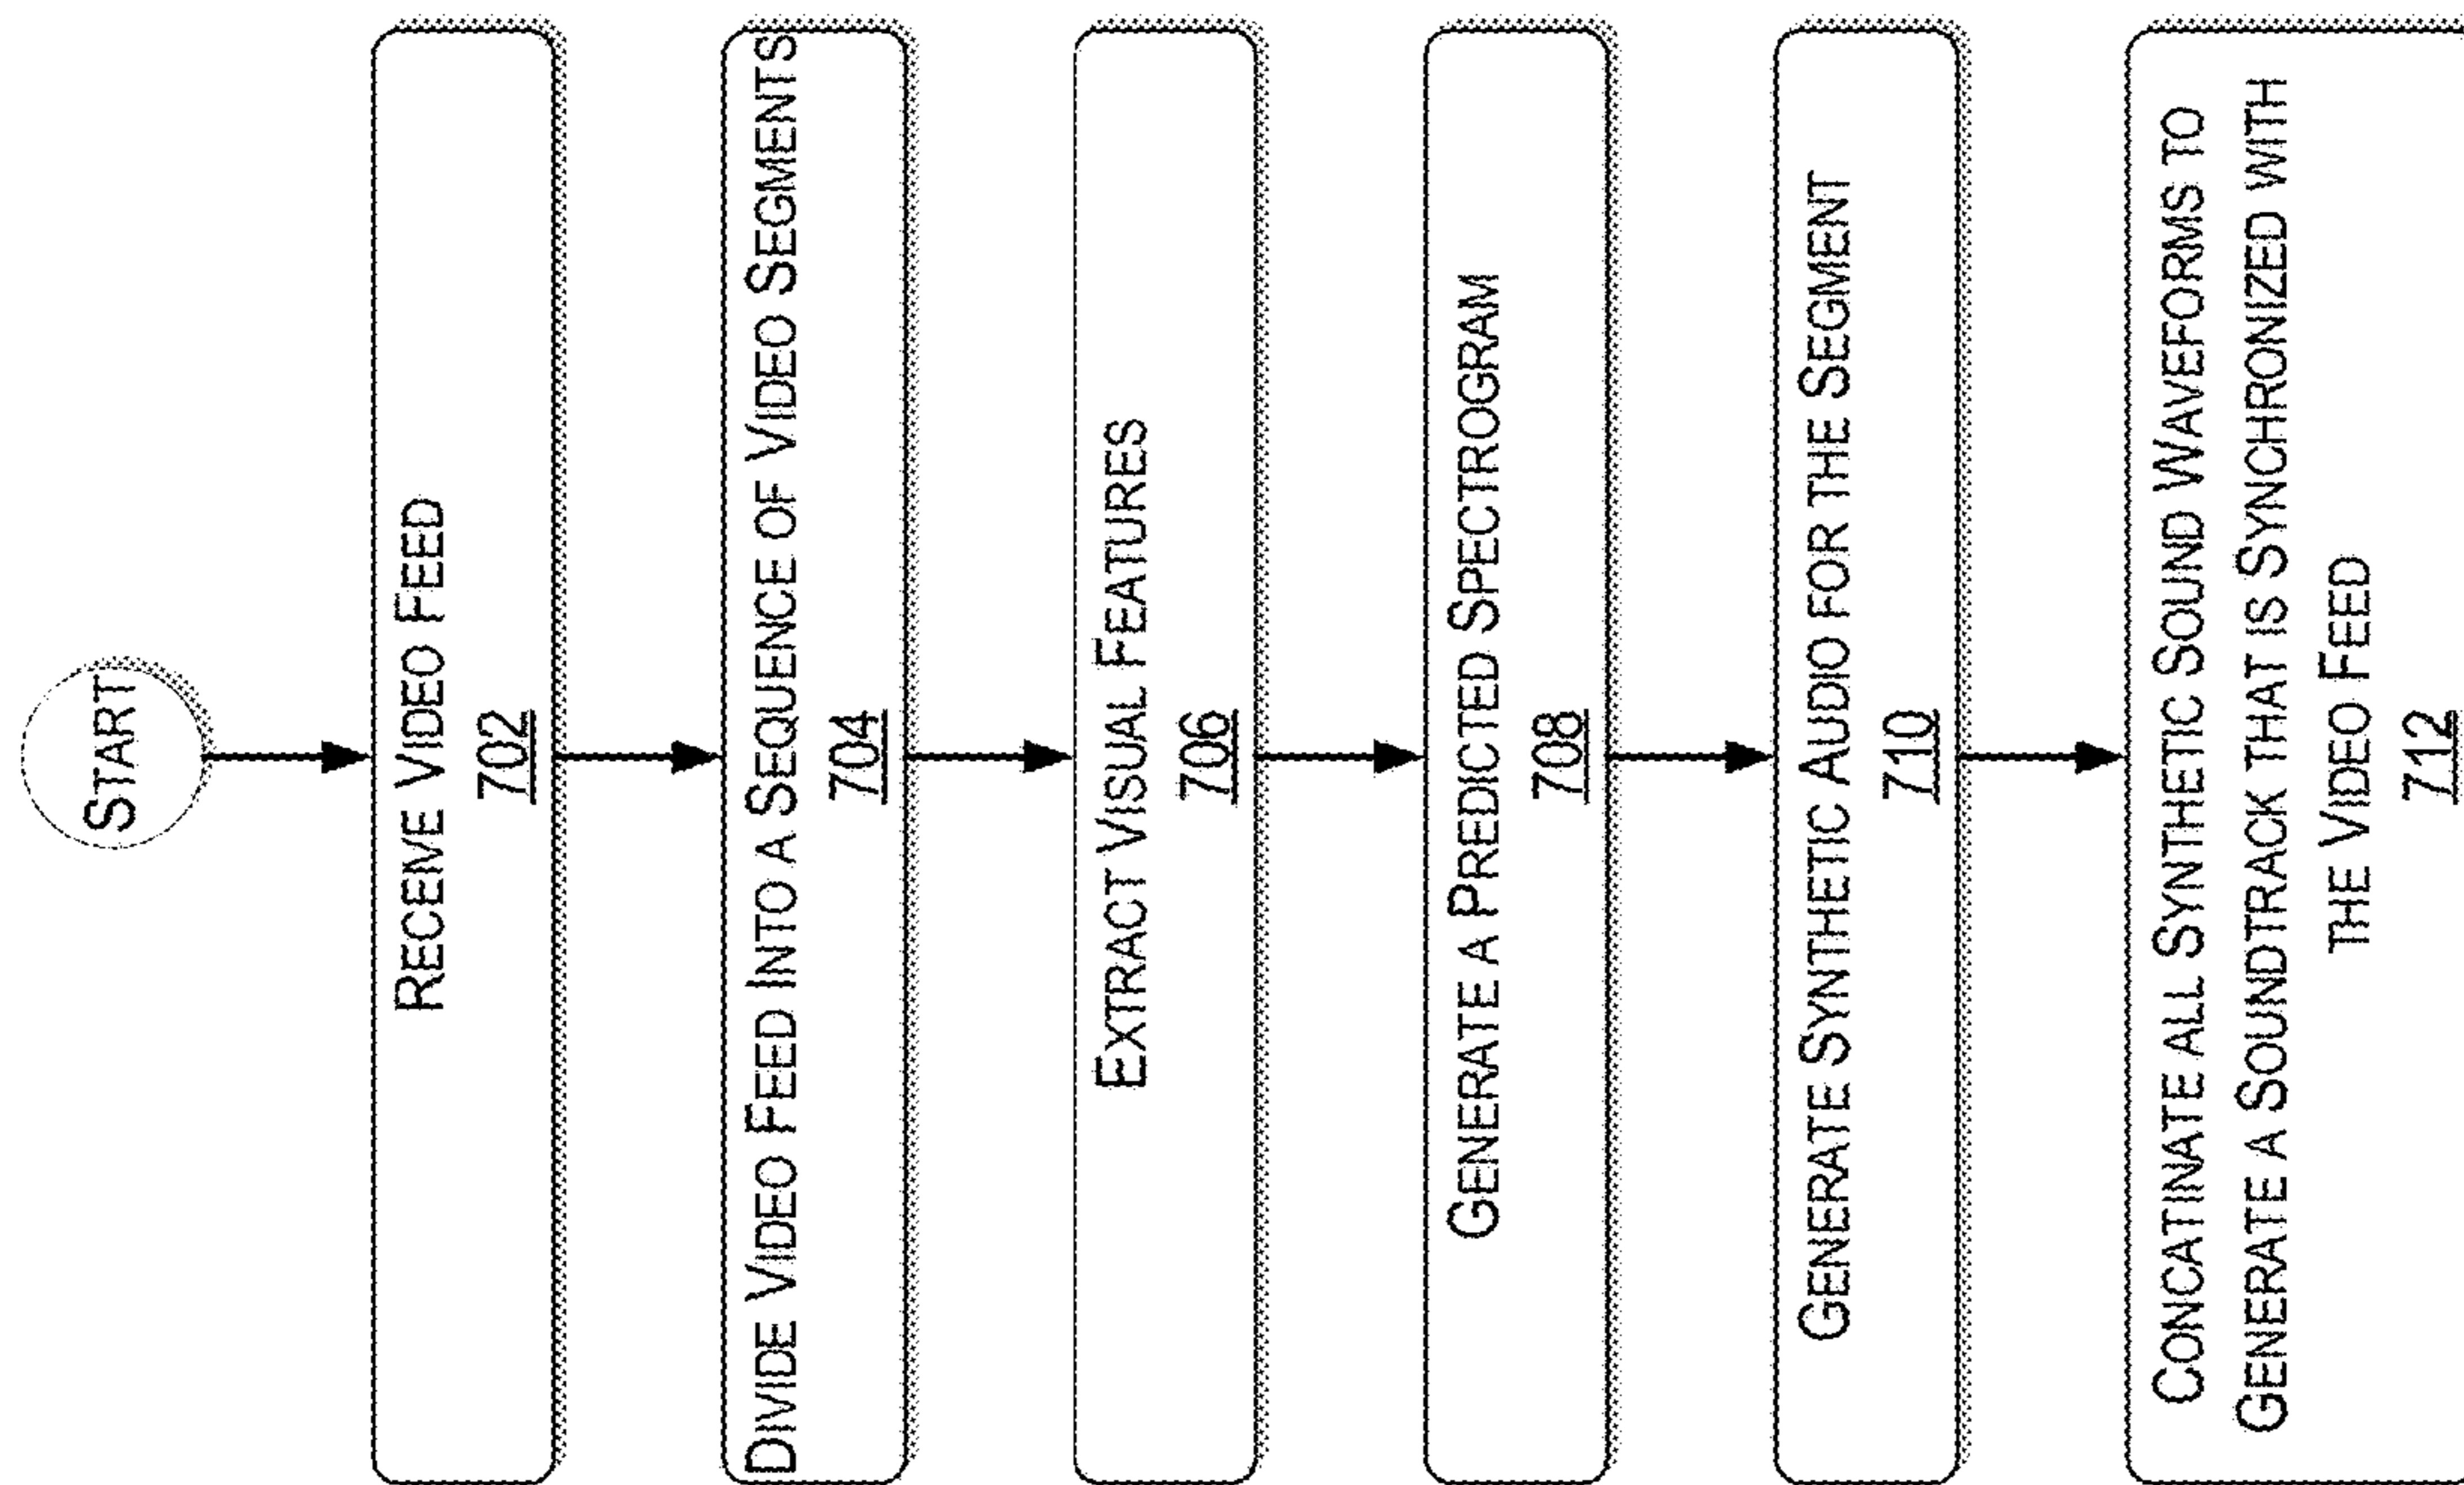 START
RECEIVE VIDEO FEED
702
DIVIDE VIDEO FEED INTO A SEQUENCE OF VIDEO SEGMENTS
704
EXTRACT VISUAL FEATURES
706
GENERATE A PREDICTED SPECTROGRAM
708
GENERATE SYNTHETIC AUDIO FOR THE SEGMENT
710
CONCATINATE ALL SYNTHETIC SOUND WAVEFORMS TO
GENERATE A SOUNDTRACK THAT IS SYNCHRONIZED WITH
THE VIDEO FEED
712